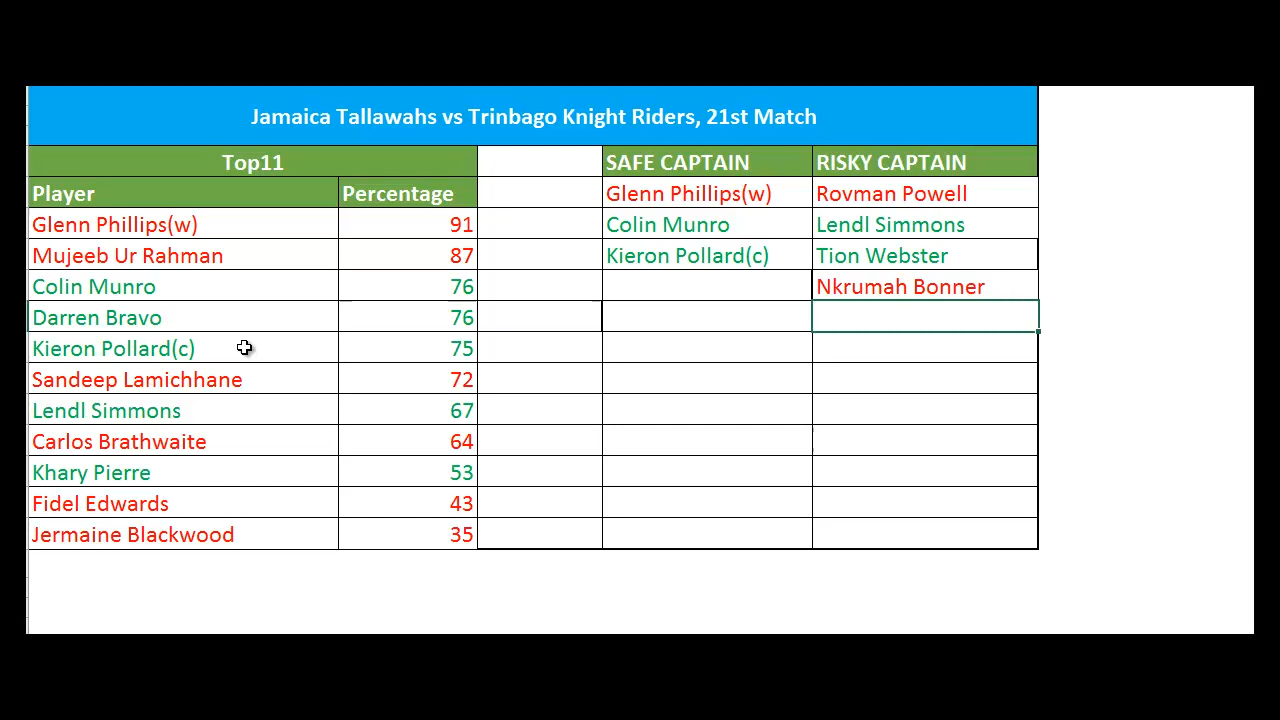 Jamaica Tallawahs vs Trinbago Knight Riders, 21st Match
Top11 SAFE CAPTAIN RISKY CAPTAIN
Player Percentage Glenn Phillips(w) Rovman Powell
Glenn Phillips(w) 91 Colin Munro Lendl Simmons
Mujeeb Ur Rahman 87 Kieron Pollard(c) Tion Webster
Colin Munro 76 Nkrumah Bonner
Darren Bravo 76
Kieron Pollard(c) 75
Sandeep Lamichhane 72
Lendl Simmons 67
Carlos Brathwaite 64
Khary Pierre 53
Fidel Edwards 43
Jermaine Blackwood 35